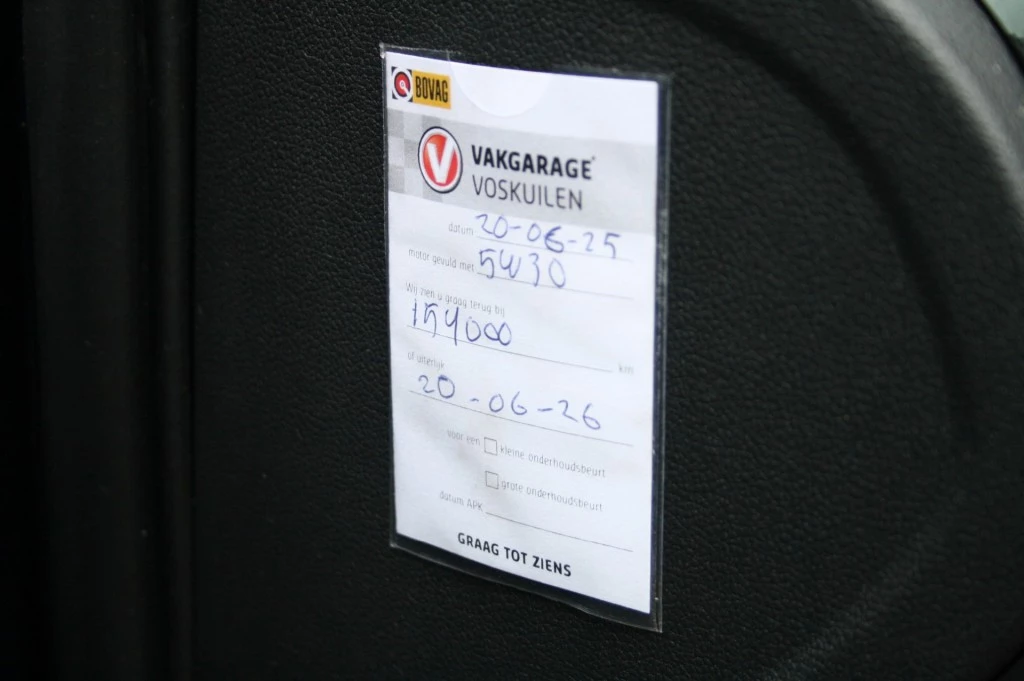 BOVAG
VAKGARAGE
VOSKUILEN
datum 20-06-25
motor gevuld met 5W30
Wij zien u graag terug bij
154000 km
of uiterlijk
20-06-26
voor een kleine onderhoudsbeurt
grote onderhoudsbeurt
datum APK
GRAAG TOT ZIENS